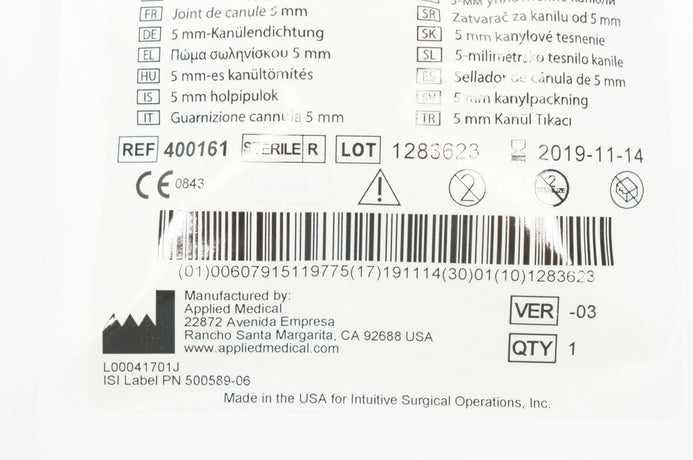 FR Joint de canule 5 mm
DE 5 mm-Kanülendichtung
EL Πώμα σωληνίσκου 5 mm
HU 5 mm-es kanültömítés
IS 5 mm holpípulok
IT Guarnizione cannula 5 mm
SR Zatvarač za kanilu od 5 mm
SK 5 mm kanylové tesnenie
SL 5-milimetrsko tesnilo kanile
ES Sellador de cánula de 5 mm
SV 5 mm kanylpackning
TR 5 mm Kanül Tıkacı
REF 400161 STERILE R LOT 1283623 2019-11-14
CE 0843
2
2
(01)00607915119775(17)191114(30)01(10)1283623
Manufactured by:
Applied Medical
22872 Avenida Empresa
Rancho Santa Margarita, CA 92688 USA
www.appliedmedical.com
VER -03
QTY 1
L00041701J
ISI Label PN 500589-06
Made in the USA for Intuitive Surgical Operations, Inc.